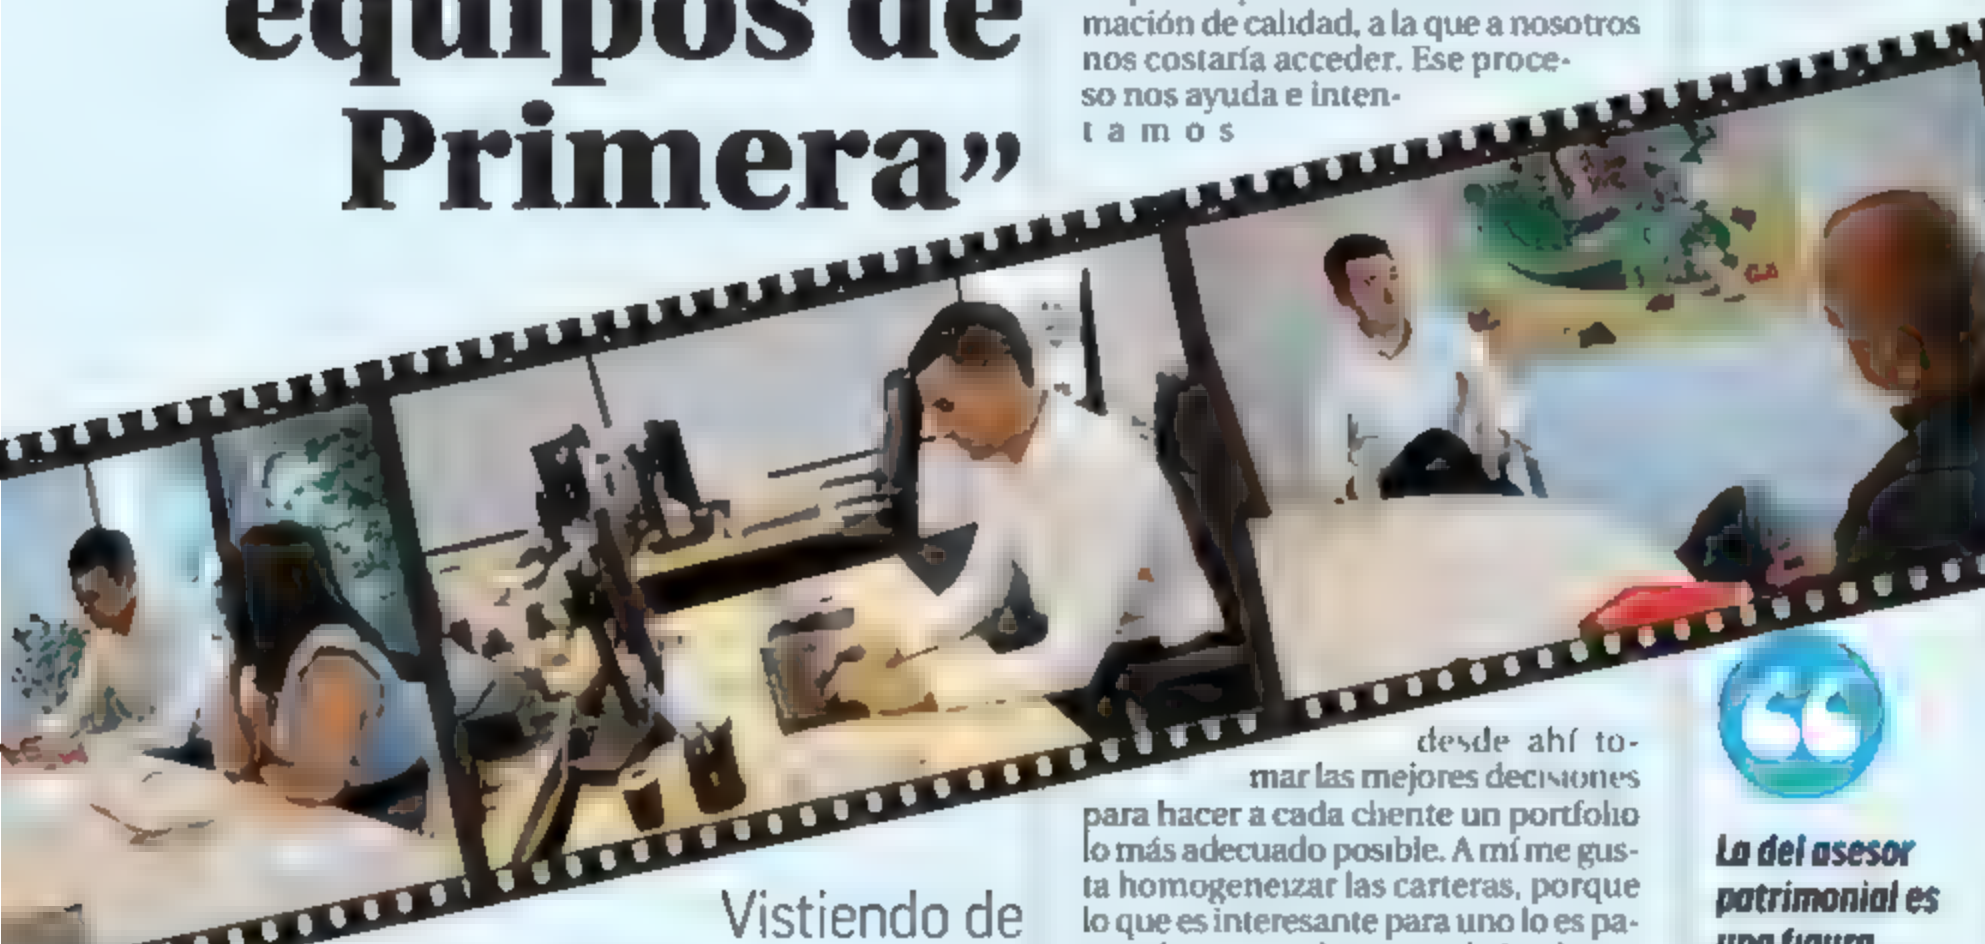 equipos de
Primera»
mación de calidad, a la que a nosotros
nos costaría acceder. Ese proce-
so nos ayuda e inten-
tamos
desde ahí to-
mar las mejores decisiones
para hacer a cada cliente un portfolio
lo más adecuado posible. A mí me gus-
ta homogeneizar las carteras, porque
lo que es interesante para uno lo es pa-
Vistiendo de
La del asesor
patrimonial es
una figura